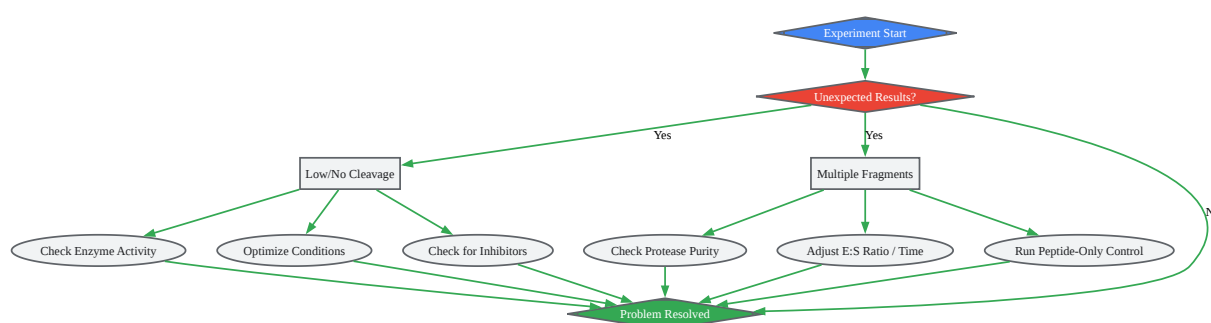 Experiment Start
Unexpected Results?
Yes
Yes
Low/No Cleavage
Multiple Fragments
N
Check Enzyme Activity
Optimize Conditions
Check for Inhibitors
Check Protease Purity
Adjust E:S Ratio / Time
Run Peptide-Only Control
Problem Resolved